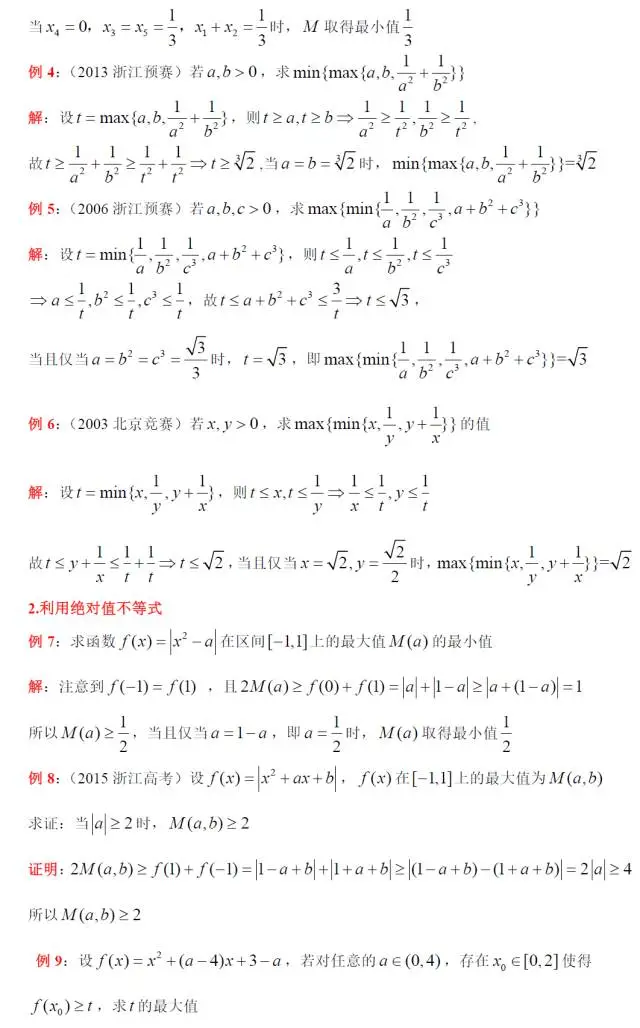 当 $x_4=0$，$x_3=x_5=\frac{1}{3}$，$x_1+x_2=\frac{1}{3}$ 时，$M$ 取得最小值 $\frac{1}{3}$
例 4：（2013 浙江预赛）若 $a,b>0$，求 $\min\{\max\{a,b,\frac{1}{a^2}+\frac{1}{b^2}\}\}$
解：设 $t=\max\{a,b,\frac{1}{a^2}+\frac{1}{b^2}\}$，则 $t\geq a,t\geq b\Rightarrow\frac{1}{a^2}\geq\frac{1}{t^2},\frac{1}{b^2}\geq\frac{1}{t^2}$，
故 $t\geq\frac{1}{a^2}+\frac{1}{b^2}\geq\frac{1}{t^2}+\frac{1}{t^2}\Rightarrow t\geq\sqrt[3]{2}$ ,当 $a=b=\sqrt[3]{2}$ 时，$\min\{\max\{a,b,\frac{1}{a^2}+\frac{1}{b^2}\}\}=\sqrt[3]{2}$
例 5：（2006 浙江预赛）若 $a,b,c>0$，求 $\max\{\min\{\frac{1}{a},\frac{1}{b^2},\frac{1}{c^3},a+b^2+c^3\}\}$
解：设 $t=\min\{\frac{1}{a},\frac{1}{b^2},\frac{1}{c^3},a+b^2+c^3\}$，则 $t\leq\frac{1}{a},t\leq\frac{1}{b^2},t\leq\frac{1}{c^3}$
$\Rightarrow a\leq\frac{1}{t},b^2\leq\frac{1}{t},c^3\leq\frac{1}{t}$，故 $t\leq a+b^2+c^3\leq\frac{3}{t}\Rightarrow t\leq\sqrt{3}$，
当且仅当 $a=b^2=c^3=\frac{\sqrt{3}}{3}$ 时，$t=\sqrt{3}$，即 $\max\{\min\{\frac{1}{a},\frac{1}{b^2},\frac{1}{c^3},a+b^2+c^3\}\}=\sqrt{3}$
例 6：（2003 北京竞赛）若 $x,y>0$，求 $\max\{\min\{x,\frac{1}{y},y+\frac{1}{x}\}\}$ 的值
解：设 $t=\min\{x,\frac{1}{y},y+\frac{1}{x}\}$，则 $t\leq x,t\leq\frac{1}{y}\Rightarrow\frac{1}{x}\leq\frac{1}{t},y\leq\frac{1}{t}$
故 $t\leq y+\frac{1}{x}\leq\frac{1}{t}+\frac{1}{t}\Rightarrow t\leq\sqrt{2}$ ,当且仅当 $x=\sqrt{2},y=\frac{\sqrt{2}}{2}$ 时，$\max\{\min\{x,\frac{1}{y},y+\frac{1}{x}\}\}=\sqrt{2}$
2.利用绝对值不等式
例 7：求函数 $f(x)=|x^2-a|$ 在区间 $[-1,1]$ 上的最大值 $M(a)$ 的最小值
解：注意到 $f(-1)=f(1)$ ，且 $2M(a)\geq f(0)+f(1)=|a|+|1-a|\geq|a+(1-a)|=1$
所以 $M(a)\geq\frac{1}{2}$，当且仅当 $a=1-a$，即 $a=\frac{1}{2}$ 时，$M(a)$ 取得最小值 $\frac{1}{2}$
例 8：（2015 浙江高考）设 $f(x)=|x^2+ax+b|$，$f(x)$ 在 $[-1,1]$ 上的最大值为 $M(a,b)$
求证：当 $|a|\geq 2$ 时，$M(a,b)\geq 2$
证明：$2M(a,b)\geq f(1)+f(-1)=|1-a+b|+|1+a+b|\geq|(1-a+b)-(1+a+b)|=2|a|\geq 4$
所以 $M(a,b)\geq 2$
例 9：设 $f(x)=x^2+(a-4)x+3-a$，若对任意的 $a\in(0,4)$，存在 $x_0\in[0,2]$ 使得
$f(x_0)\geq t$，求 $t$ 的最大值